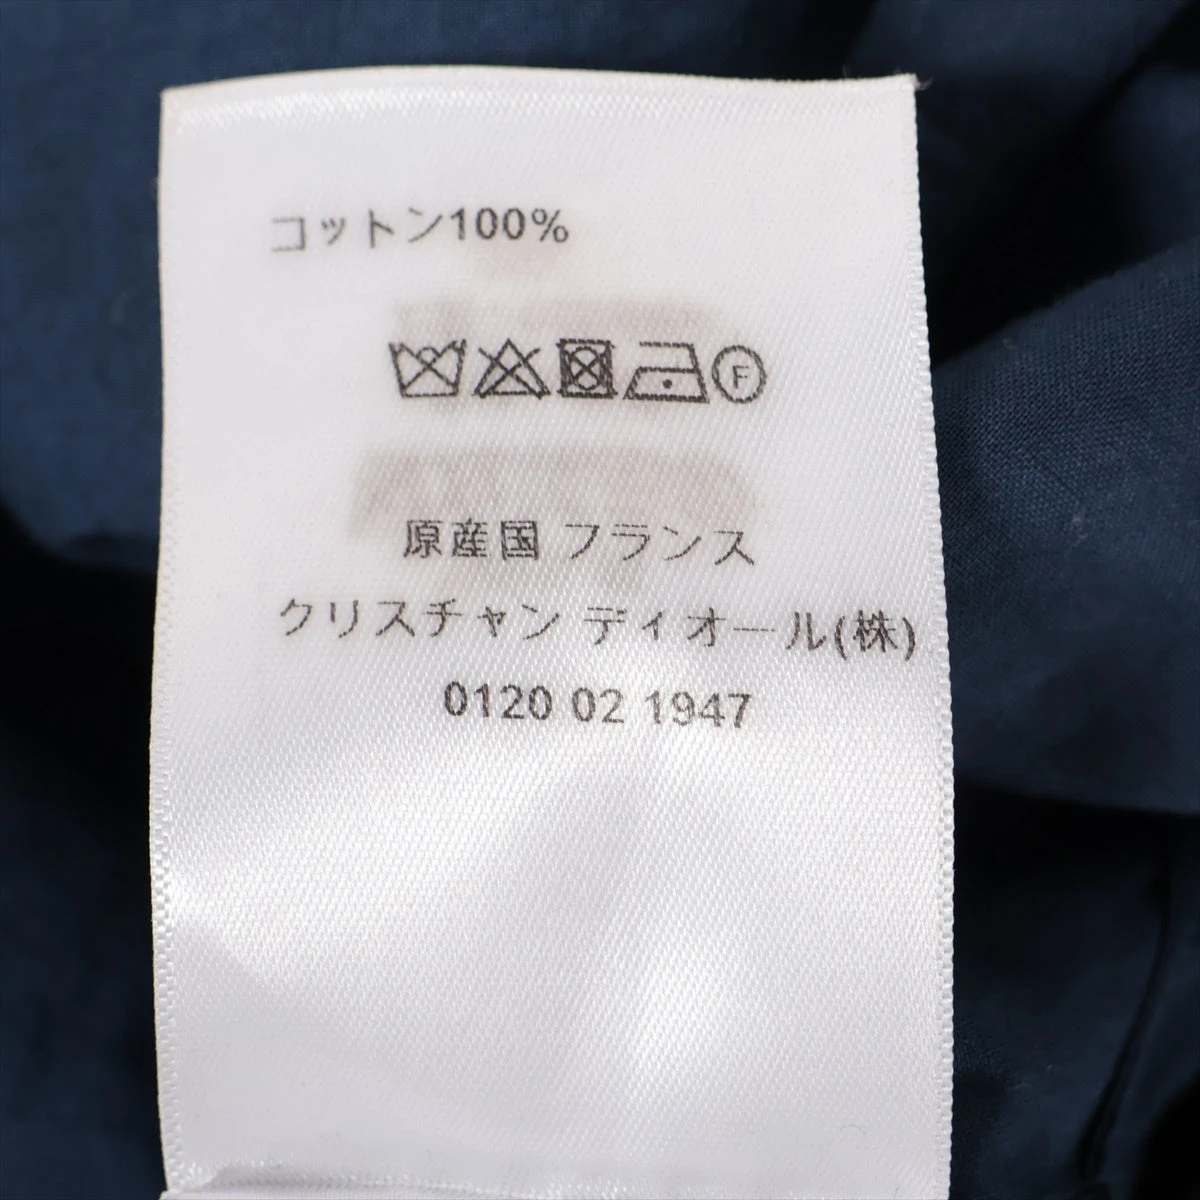 コットン100%
F
原産国 フランス
クリスチャン ディオール(株)
0120 02 1947